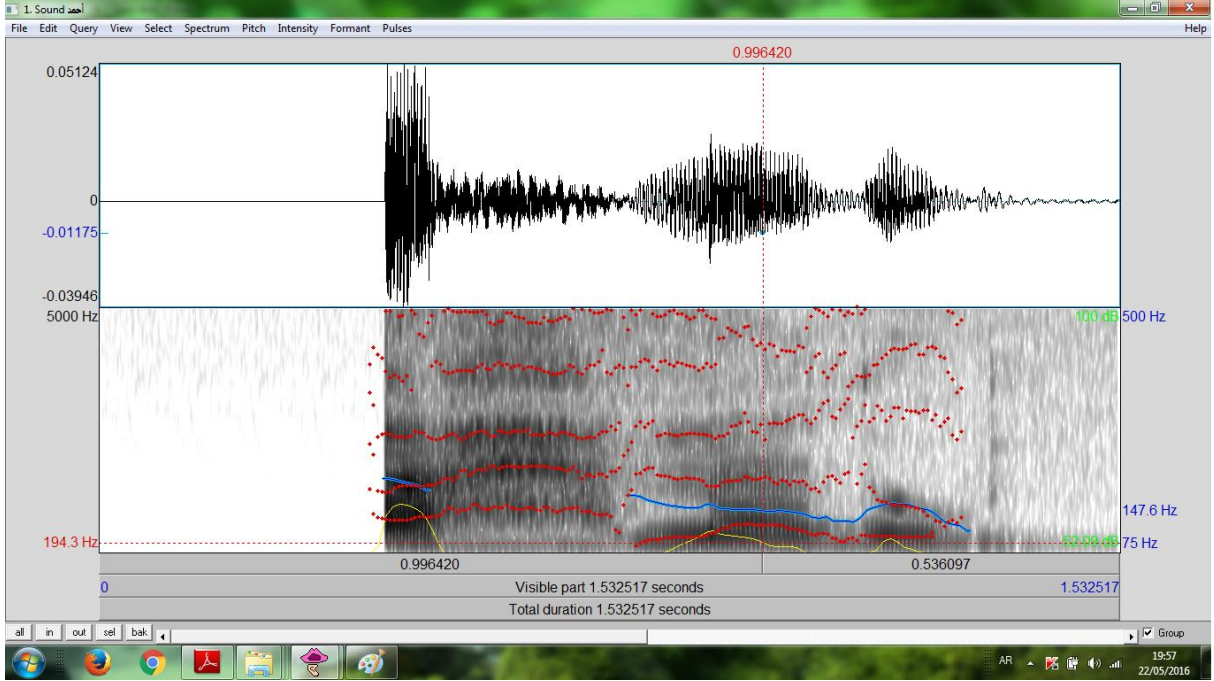 1. Sound أحمد
File Edit Query View Select Spectrum Pitch Intensity Formant Pulses Help
0.996420
0.05124
0
-0.01175
-0.03946
5000 Hz 100 dB 500 Hz
147.6 Hz
194.3 Hz 75 Hz
0.996420 0.536097
0 Visible part 1.532517 seconds 1.532517
Total duration 1.532517 seconds
all in out sel bak Group
AR 19:57
22/05/2016